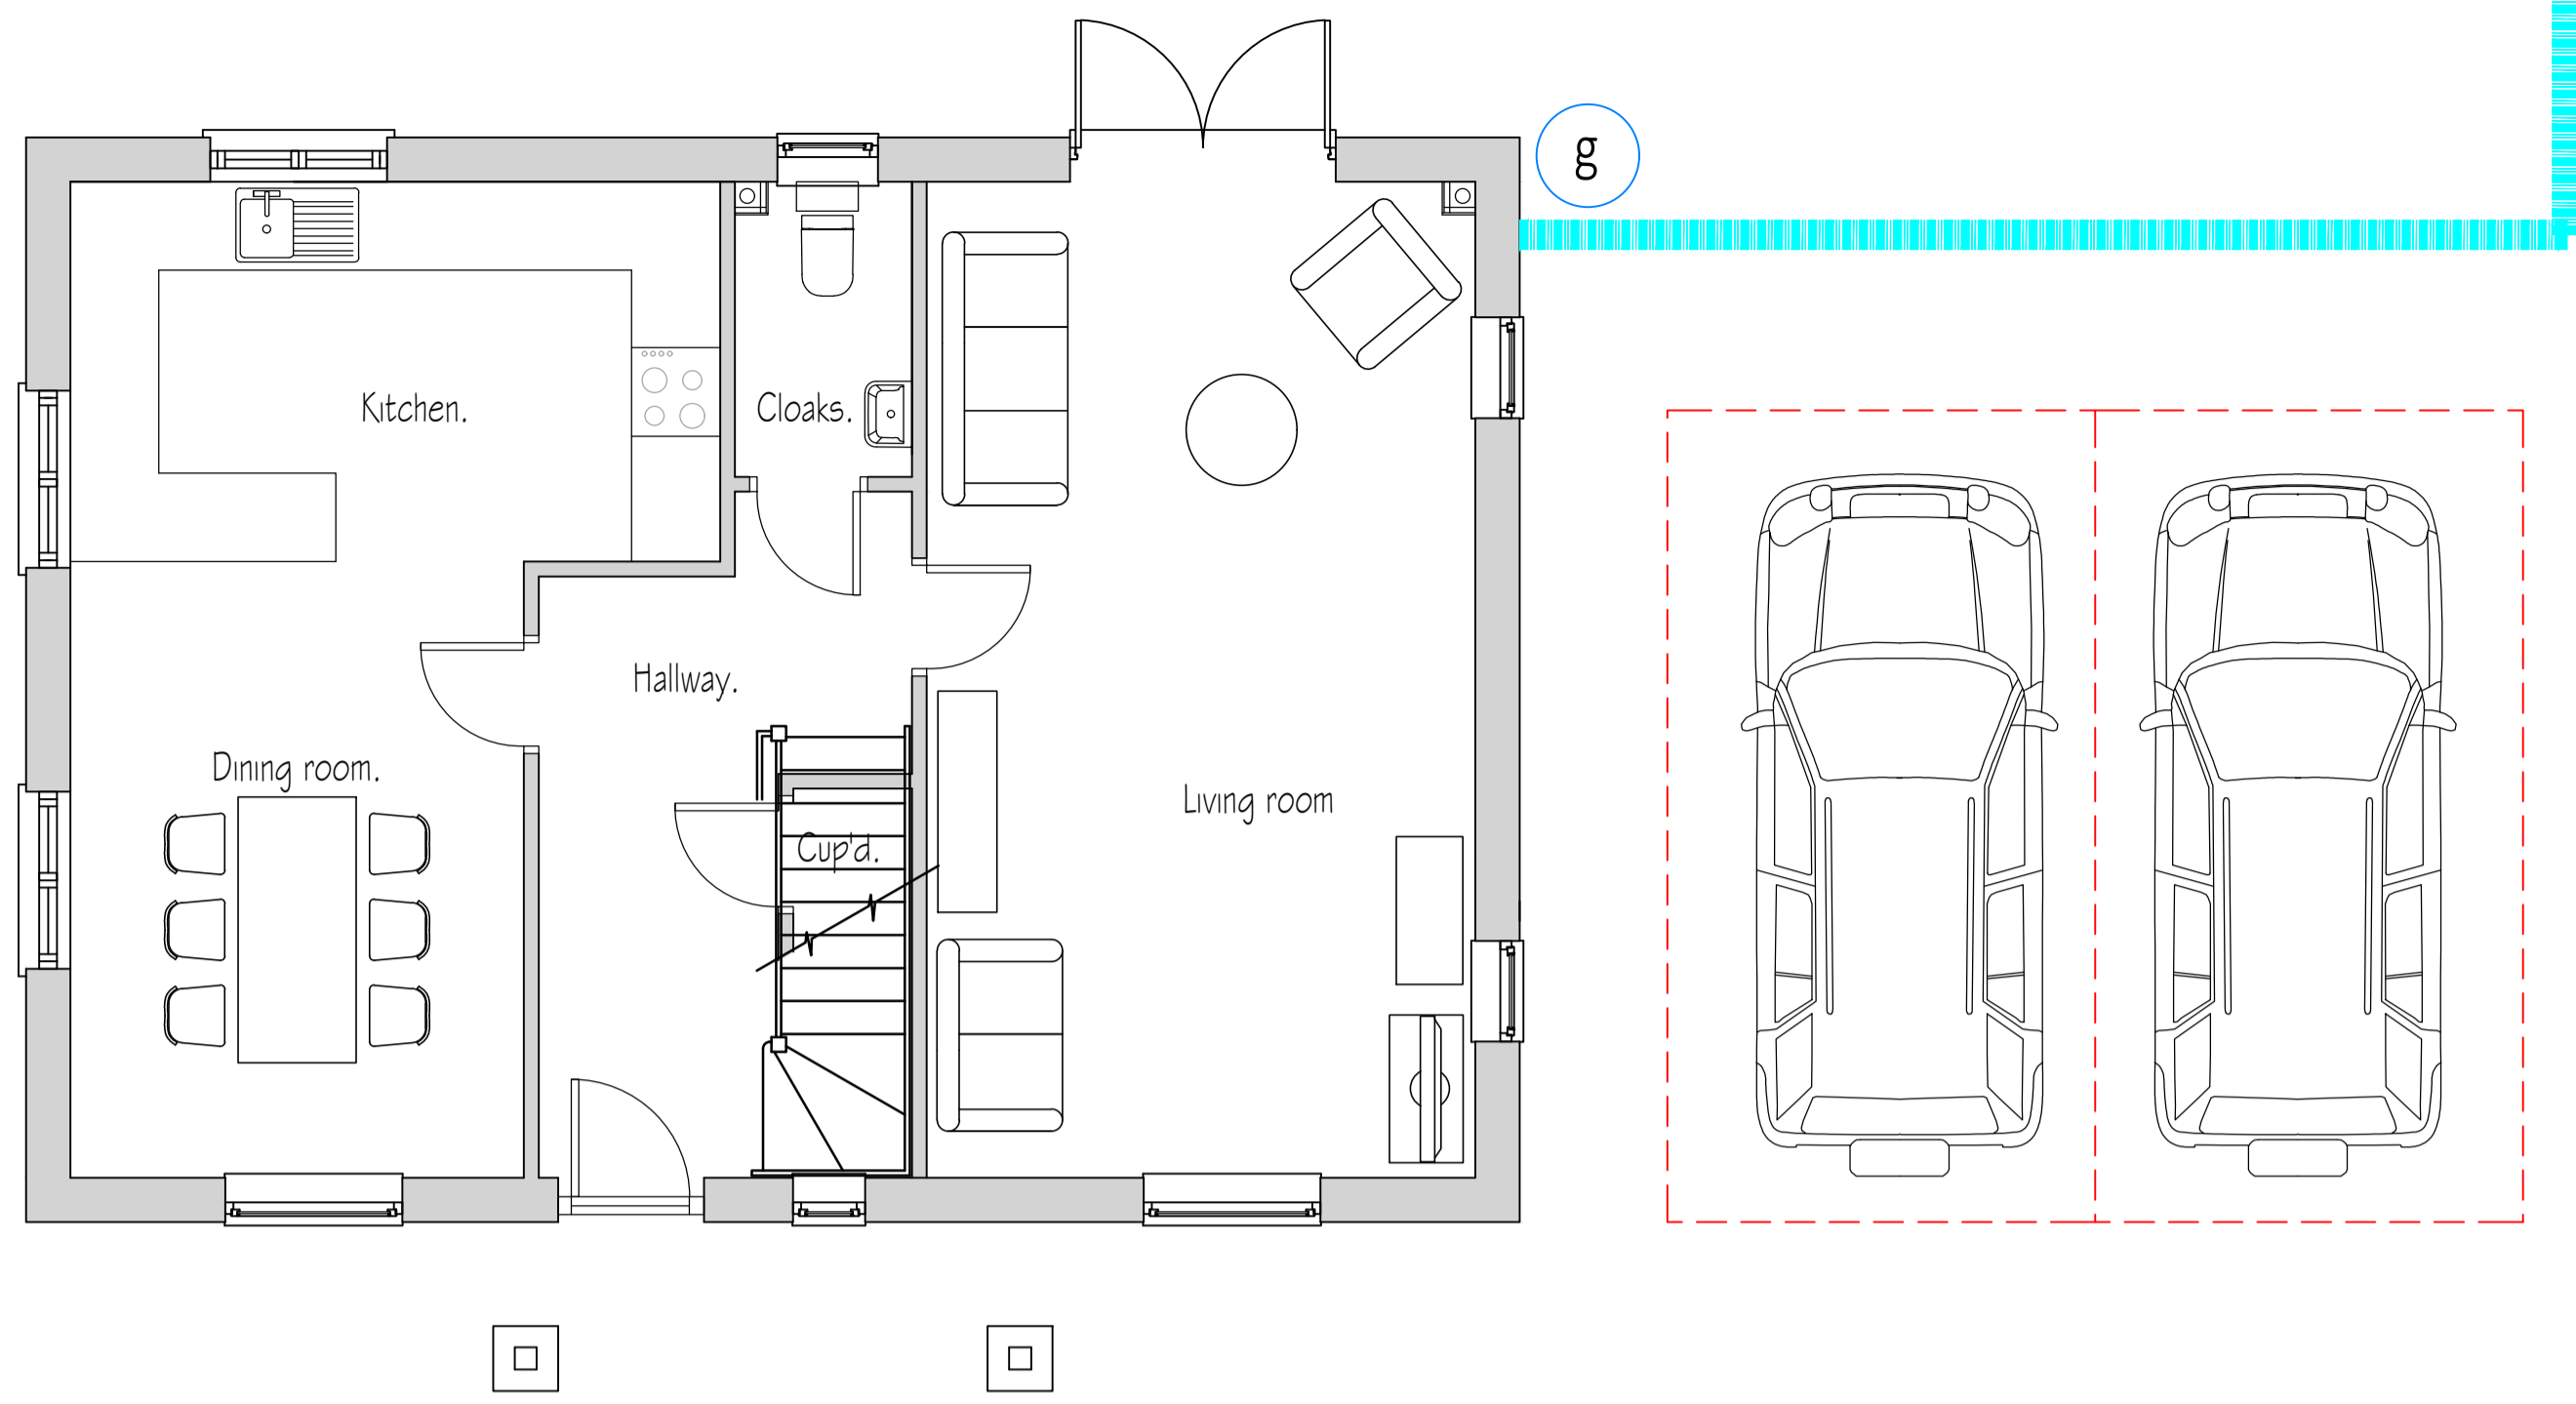 g
Kitchen.
Cloaks.
Hallway.
Dining room.
Living room
Cup'd.